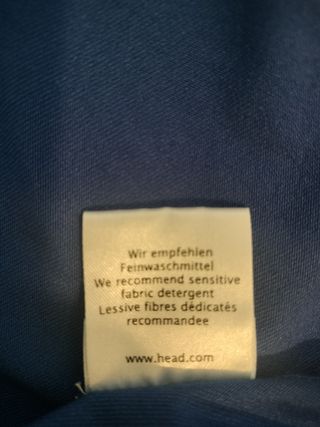 Wir empfehlen
Feinwaschmittel
We recommend sensitive
fabric detergent
Lessive fibres dédicatés
recommandee
www.head.com